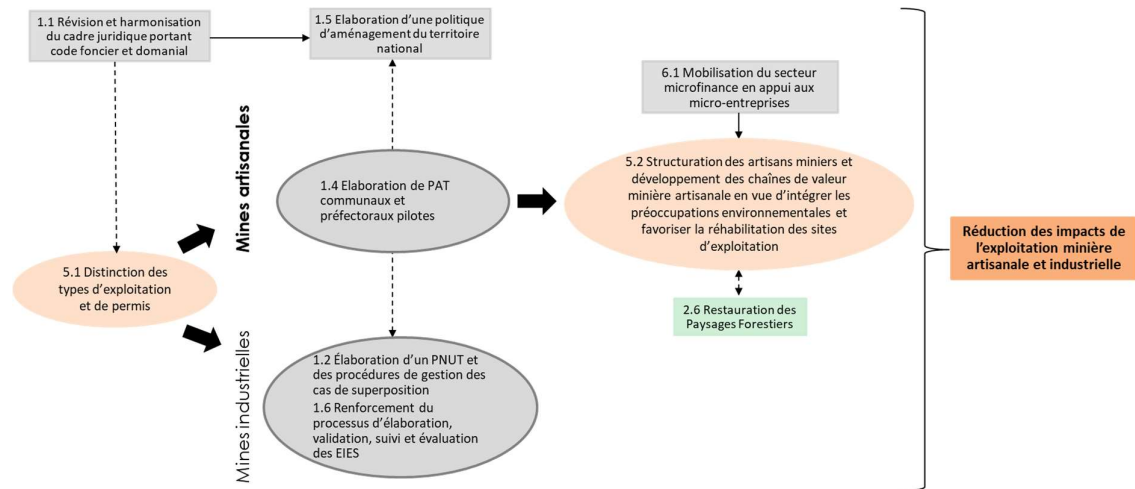 1.1 Révision et harmonisation
du cadre juridique portant
code foncier et domanial
1.5 Elaboration d'une politique
d'aménagement du territoire
national
6.1 Mobilisation du secteur
microfinance en appui aux
micro-entreprises
Mines artisanales
1.4 Elaboration de PAT
communaux et
préfectoraux pilotes
5.2 Structuration des artisans miniers et
développement des chaînes de valeur
minière artisanale en vue d'intégrer les
préoccupations environnementales et
favoriser la réhabilitation des sites
d'exploitation
Réduction des impacts de
l'exploitation minière
artisanale et industrielle
5.1 Distinction des
types d'exploitation
et de permis
2.6 Restauration des
Paysages Forestiers
Mines industrielles
1.2 Élaboration d'un PNUT et
des procédures de gestion des
cas de superposition
1.6 Renforcement du
processus d'élaboration,
validation, suivi et évaluation
des EIES